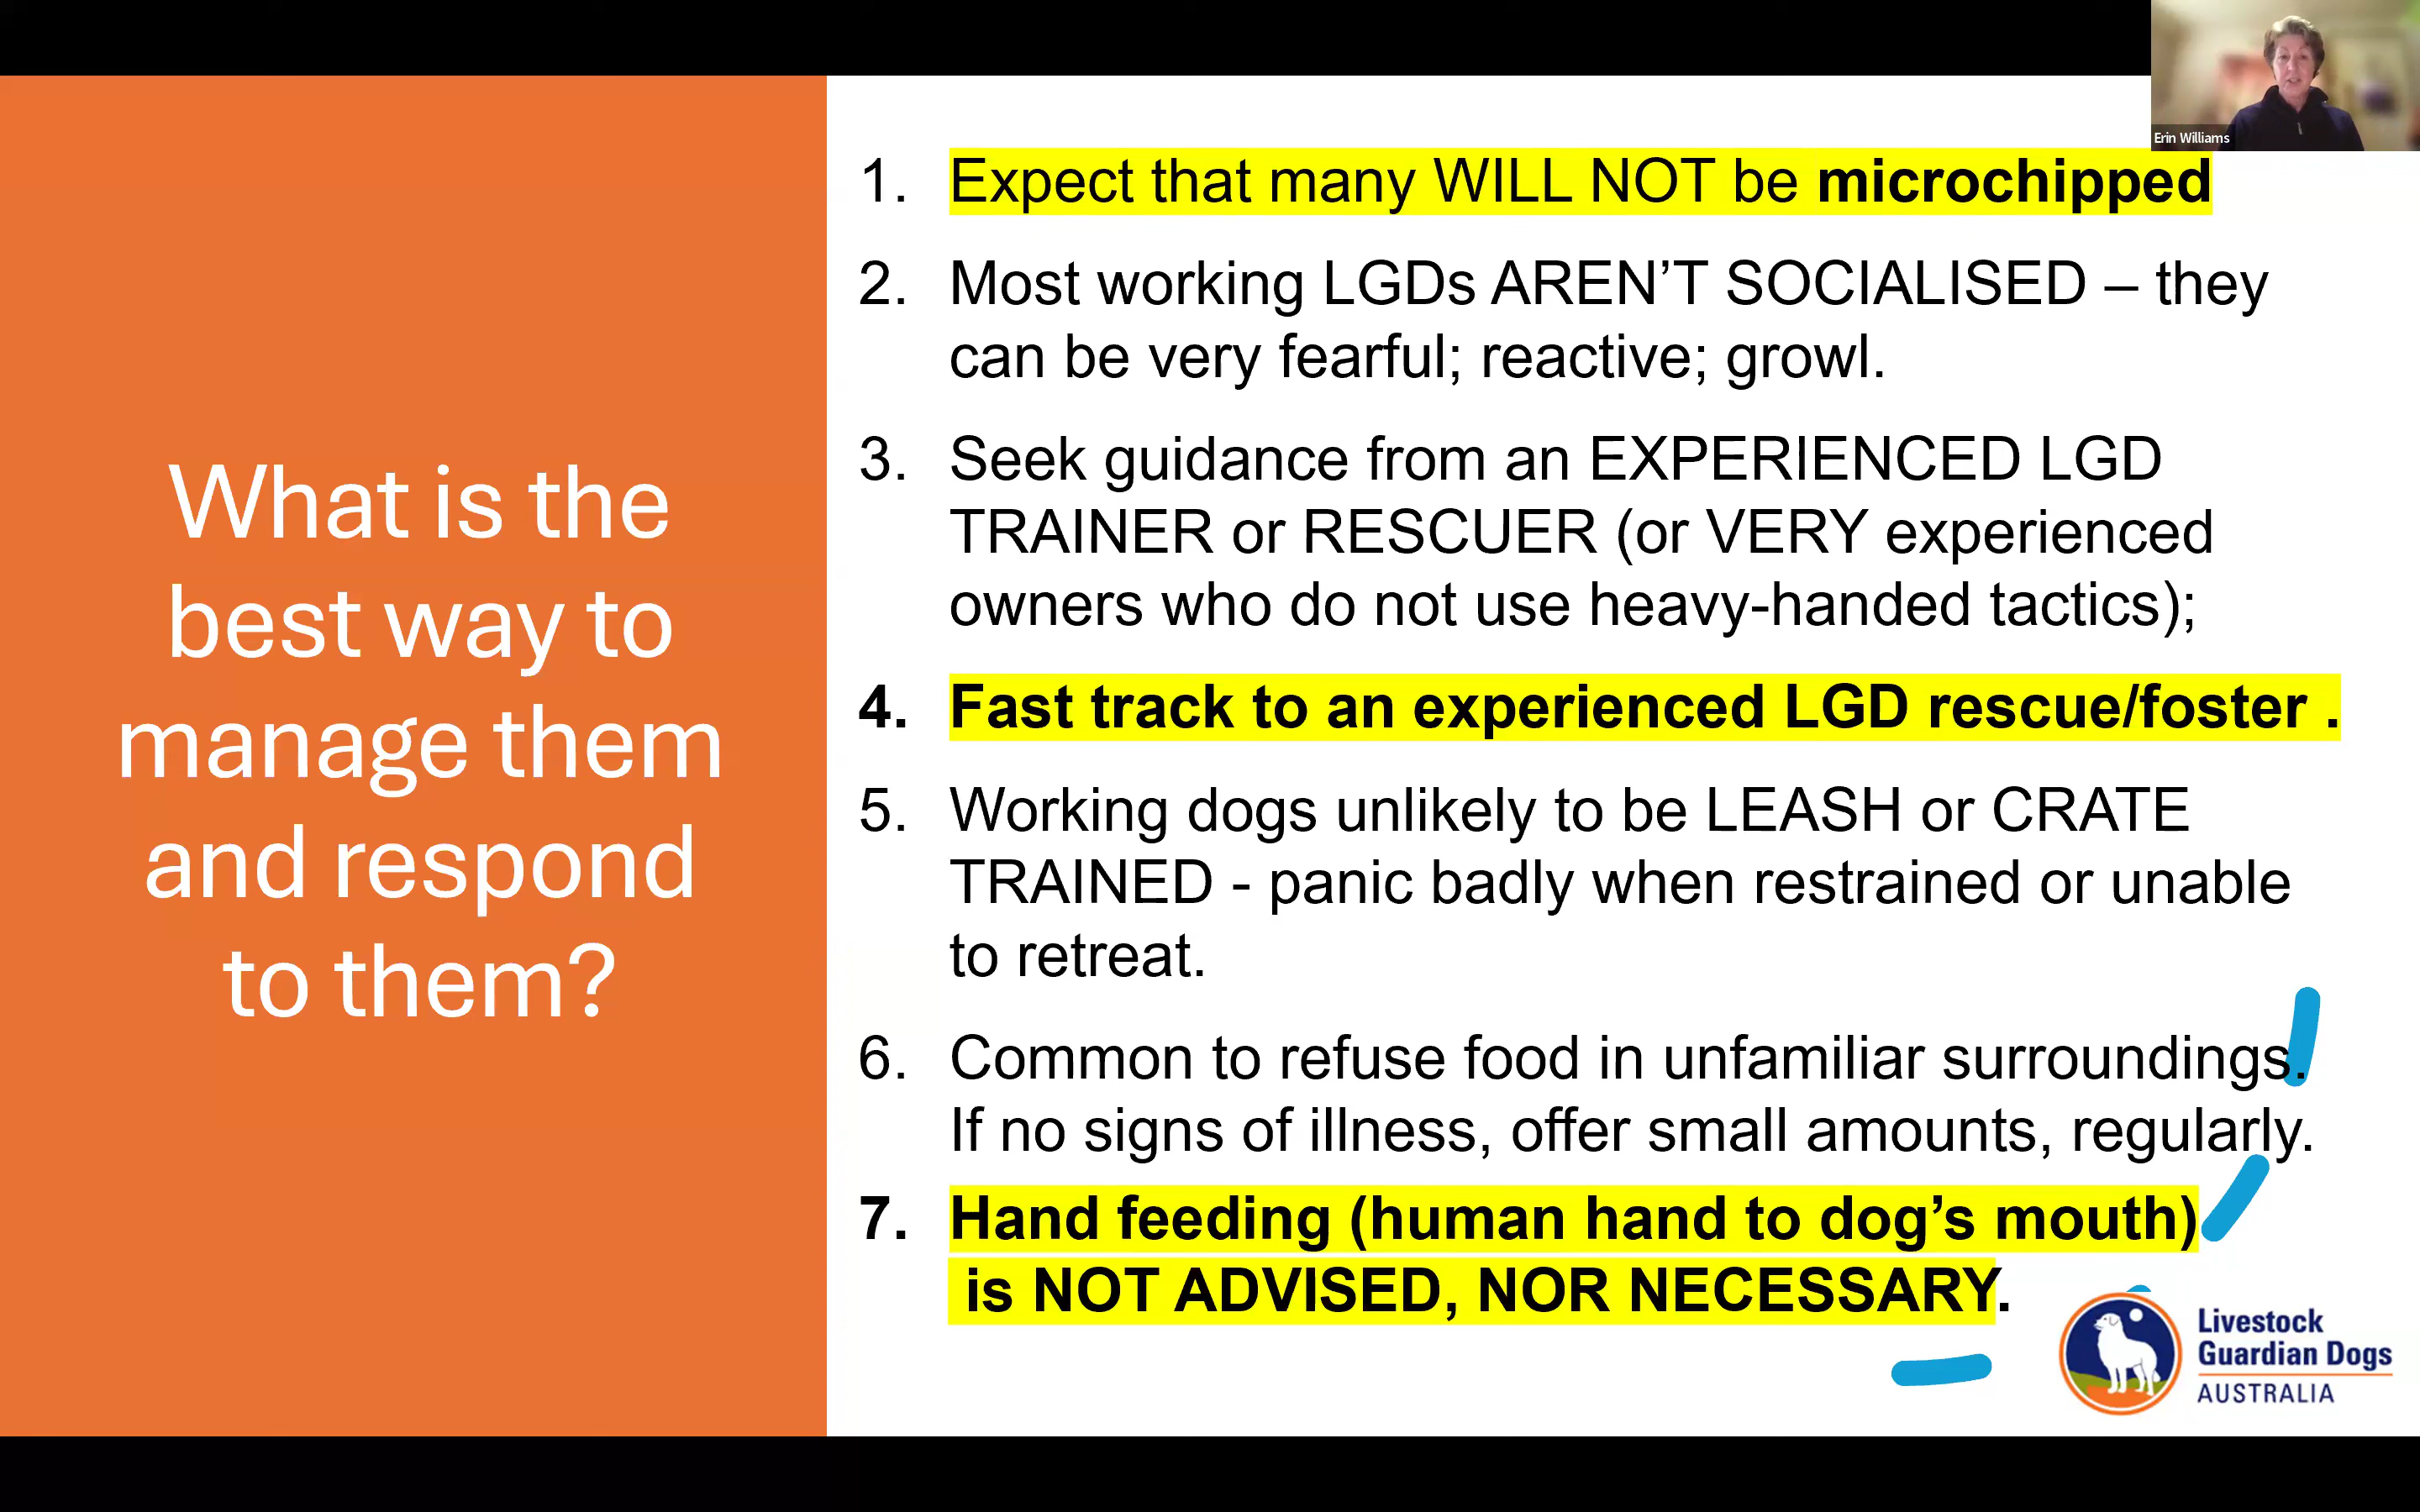 Erin Williams
What is the
best way to
manage them
and respond
to them?
1. Expect that many WILL NOT be microchipped
2. Most working LGDs AREN’T SOCIALISED – they
can be very fearful; reactive; growl.
3. Seek guidance from an EXPERIENCED LGD
TRAINER or RESCUER (or VERY experienced
owners who do not use heavy-handed tactics);
4. Fast track to an experienced LGD rescue/foster .
5. Working dogs unlikely to be LEASH or CRATE
TRAINED - panic badly when restrained or unable
to retreat.
6. Common to refuse food in unfamiliar surroundings.
If no signs of illness, offer small amounts, regularly.
7. Hand feeding (human hand to dog’s mouth)
is NOT ADVISED, NOR NECESSARY.
Livestock
Guardian Dogs
AUSTRALIA